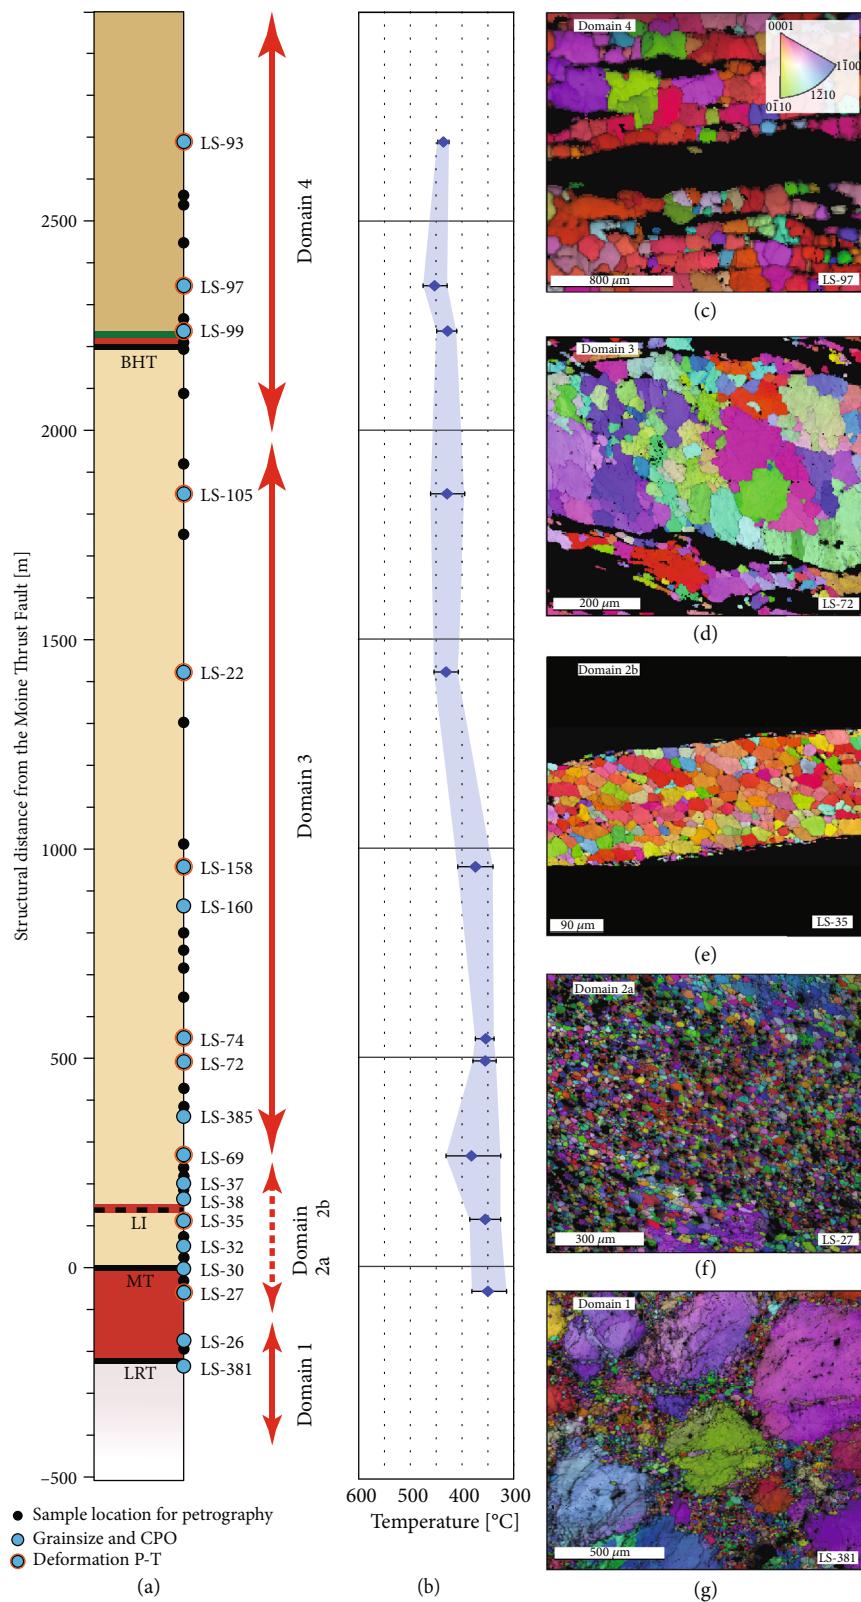 Structural distance from the Moine Thrust Fault [m]
2500
2000
1500
1000
500
0
–500
BHT
LI
MT
LRT
LS-93
LS-97
LS-99
LS-105
LS-22
LS-158
LS-160
LS-74
LS-72
LS-385
LS-69
LS-37
LS-38
LS-35
LS-32
LS-30
LS-27
LS-26
LS-381
Domain 4
Domain 3
Domain
2a 2b
Domain 1
Sample location for petrography
Grainsize and CPO
Deformation P-T
(a)
600 500 400 300
Temperature [°C]
(b)
Domain 4
0001
11̄00
12̄10
01̄10
800 µm
LS-97
(c)
Domain 3
200 µm
LS-72
(d)
Domain 2b
90 µm
LS-35
(e)
Domain 2a
300 µm
LS-27
(f)
Domain 1
500 µm
LS-381
(g)